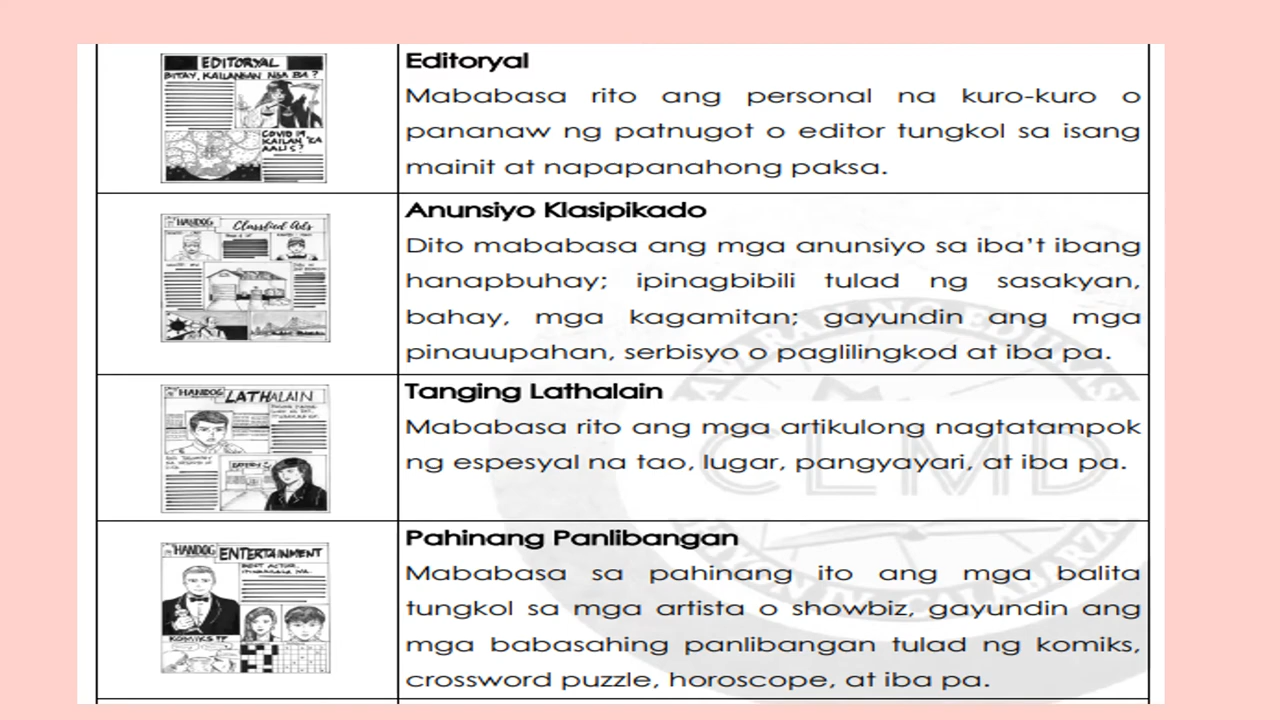 EDITORYAL
BITAY, KAILANGAN NGA BA?
COVID 19,
KAILAN KA
AALIS?
Editoryal
Mababasa rito ang personal na kuro-kuro o
pananaw ng patnugot o editor tungkol sa isang
mainit at napapanahong paksa.
HANDOG
Classified Ads
Anunsiyo Klasipikado
Dito mababasa ang mga anunsiyo sa iba't ibang
hanapbuhay; ipinagbibili tulad ng sasakyan,
bahay, mga kagamitan; gayundin ang mga
pinauupahan, serbisyo o paglilingkod at iba pa.
HANDOG
LATHALAIN
Tanging Lathalain
Mababasa rito ang mga artikulong nagtatampok
ng espesyal na tao, lugar, pangyayari, at iba pa.
HANDOG
ENTERTAINMENT
BEST ACTOR,
KOMIKS
Pahinang Panlibangan
Mababasa sa pahinang ito ang mga balita
tungkol sa mga artista o showbiz, gayundin ang
mga babasahing panlibangan tulad ng komiks,
crossword puzzle, horoscope, at iba pa.
CLMD